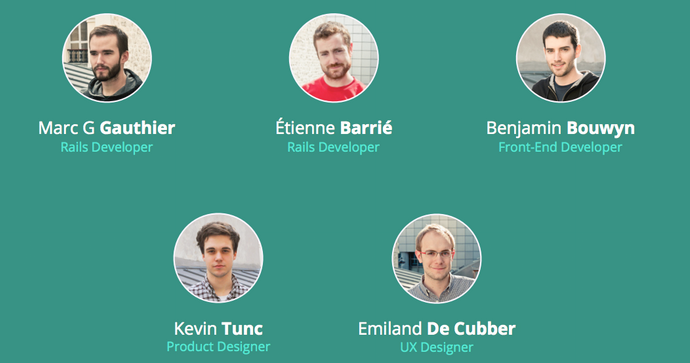 Marc G Gauthier
Rails Developer
Étienne Barrié
Rails Developer
Benjamin Bouwyn
Front-End Developer
Kevin Tunc
Product Designer
Emiland De Cubber
UX Designer